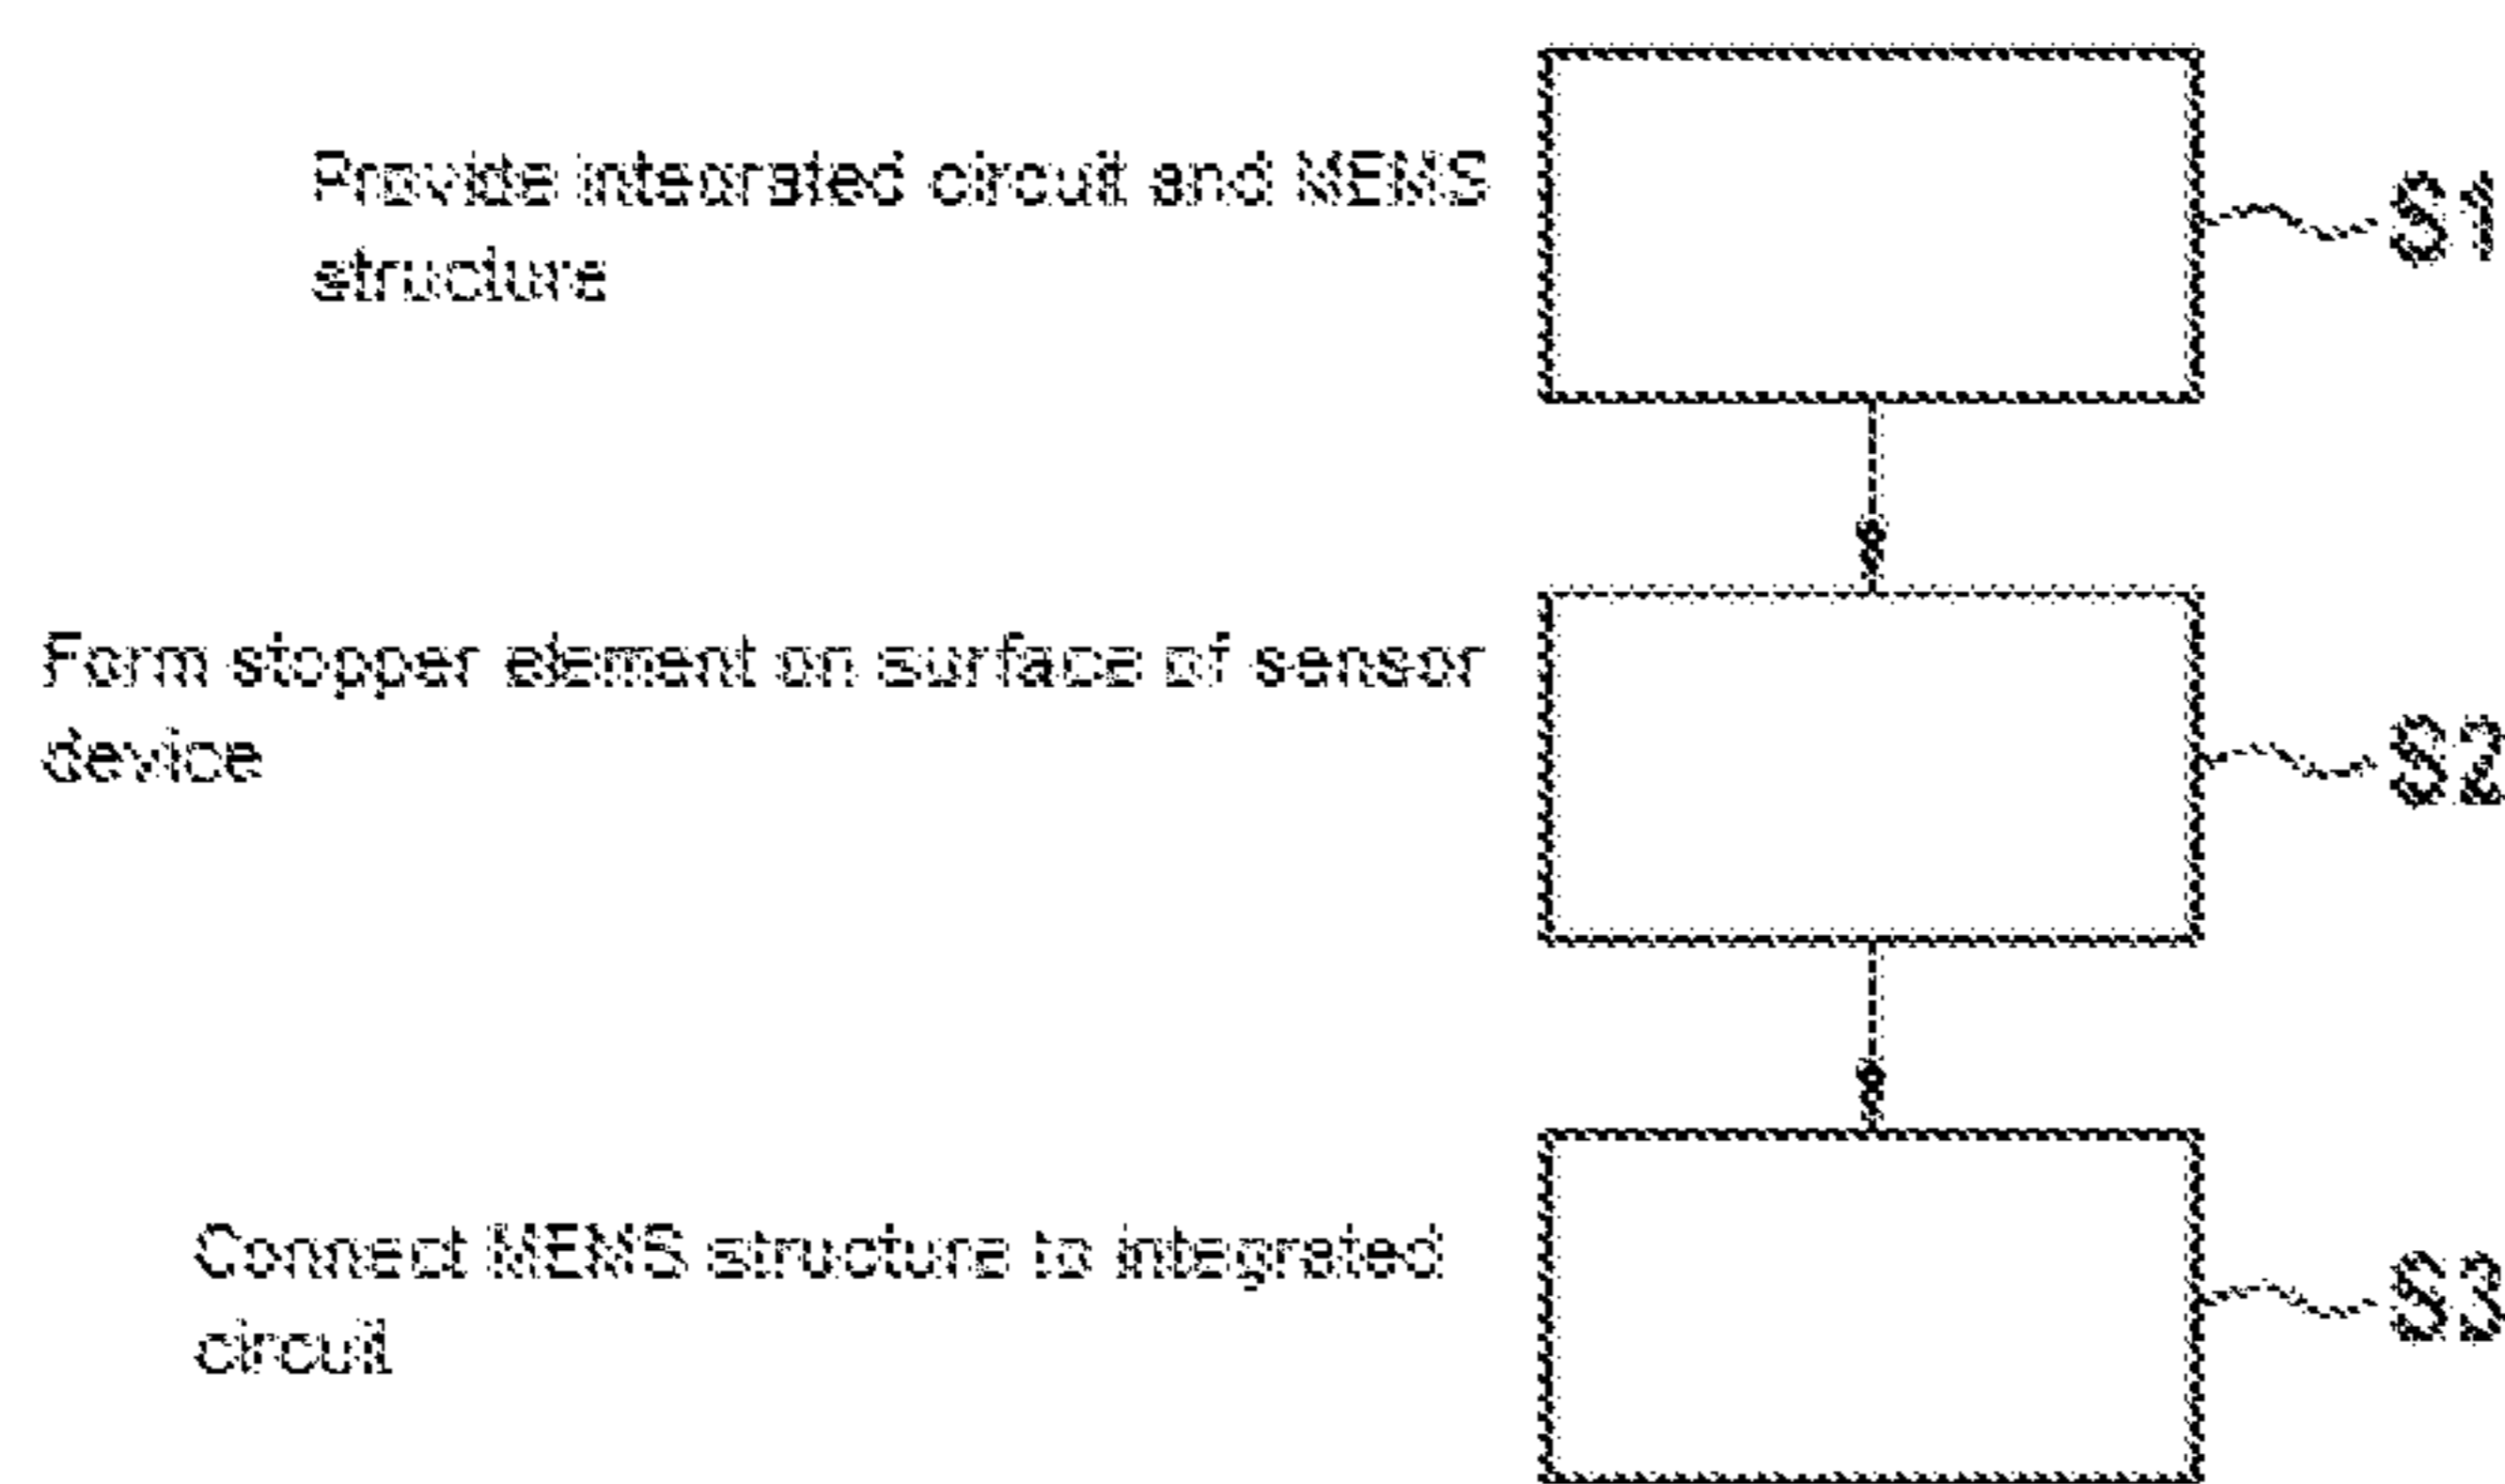 Provide integrated circuit and MEMS
structure
S1
Form stopper element on surface of sensor
device
S2
Connect MEMS structure to integrated
circuit
S3